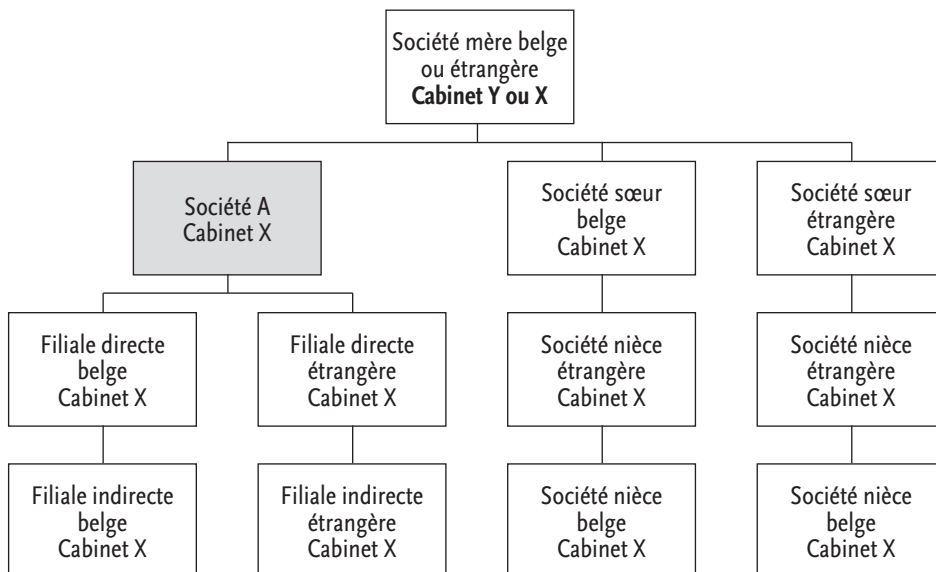 Société mère belge
ou étrangère
Cabinet Y ou X
Société A
Cabinet X
Société sœur
belge
Cabinet X
Société sœur
étrangère
Cabinet X
Filiale directe
belge
Cabinet X
Filiale directe
étrangère
Cabinet X
Société nièce
étrangère
Cabinet X
Société nièce
étrangère
Cabinet X
Filiale indirecte
belge
Cabinet X
Filiale indirecte
étrangère
Cabinet X
Société nièce
belge
Cabinet X
Société nièce
belge
Cabinet X